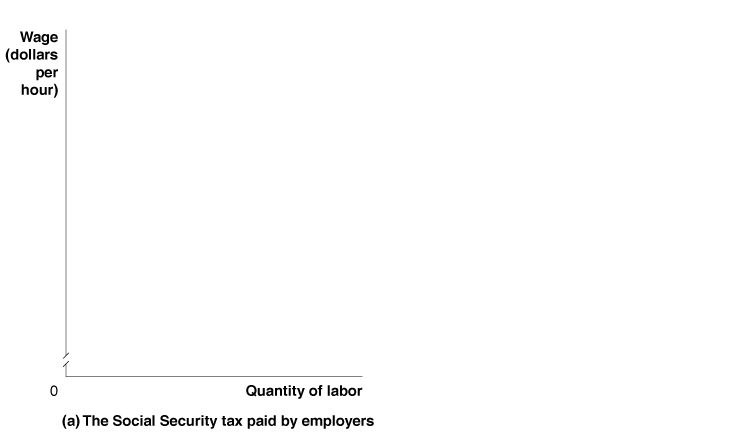 Wage
(dollars
per
hour)
0
Quantity of labor
(a) The Social Security tax paid by employers